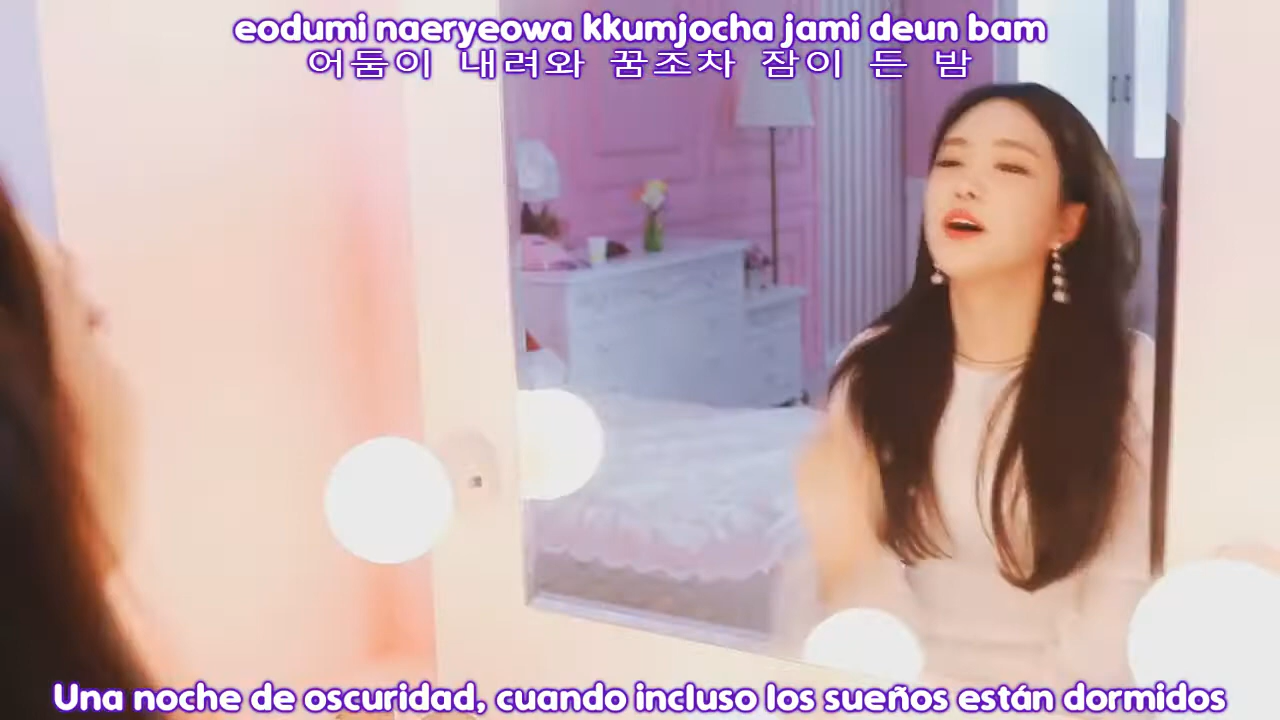 eodumi naeryeowa kkumjocha jami deun bam
어둠이 내려와 꿈조차 잠이 든 밤
Una noche de oscuridad, cuando incluso los sueños están dormidos